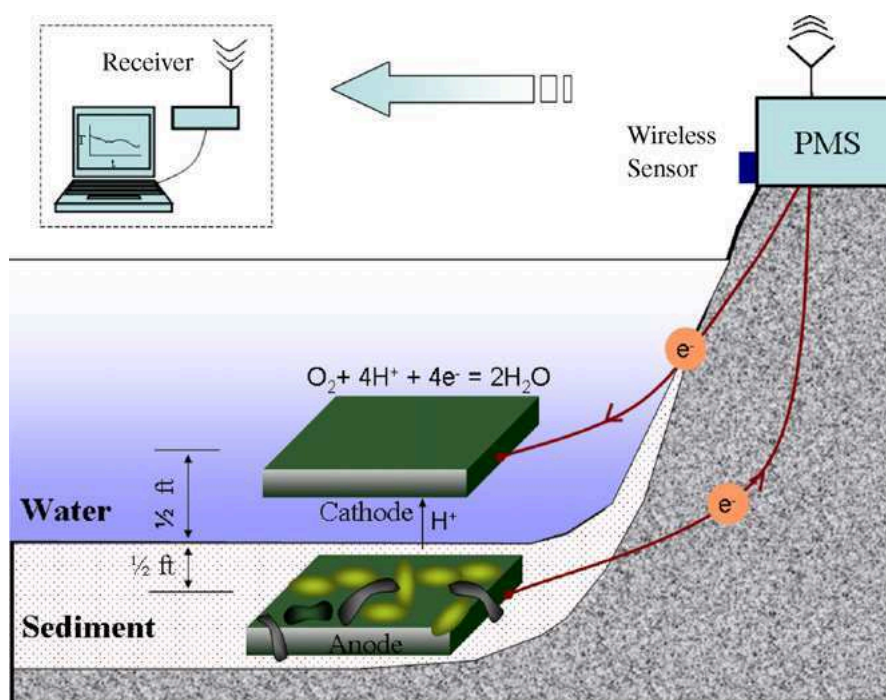 Receiver
T
t
Wireless
Sensor
PMS
e-
O₂+ 4H⁺ + 4e⁻ = 2H₂O
½ ft
Water
Cathode
H⁺
e-
½ ft
Sediment
Anode